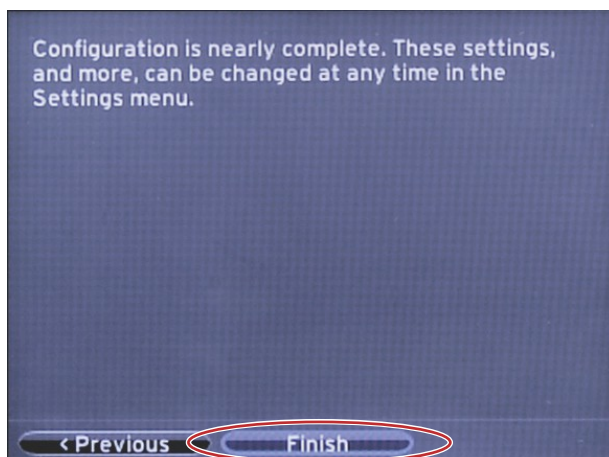 Configuration is nearly complete. These settings,
and more, can be changed at any time in the
Settings menu.
< Previous
Finish